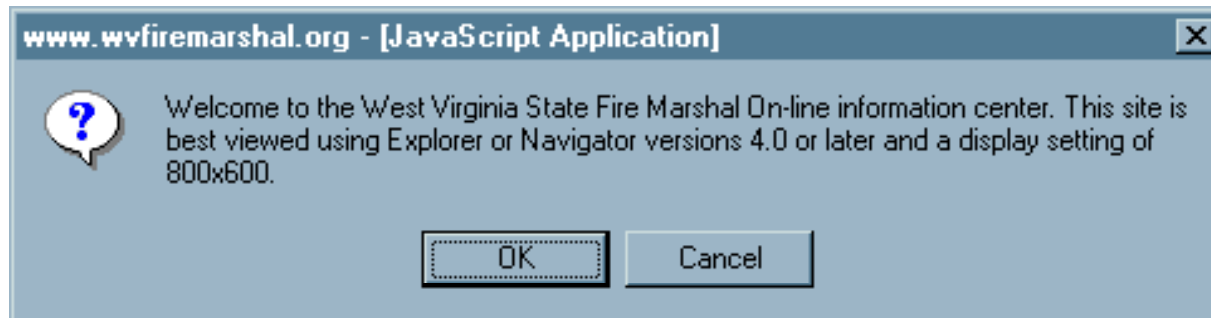 www.wvfiremarshal.org - [JavaScript Application]
Welcome to the West Virginia State Fire Marshal On-line information center. This site is
best viewed using Explorer or Navigator versions 4.0 or later and a display setting of
800x600.
OK Cancel